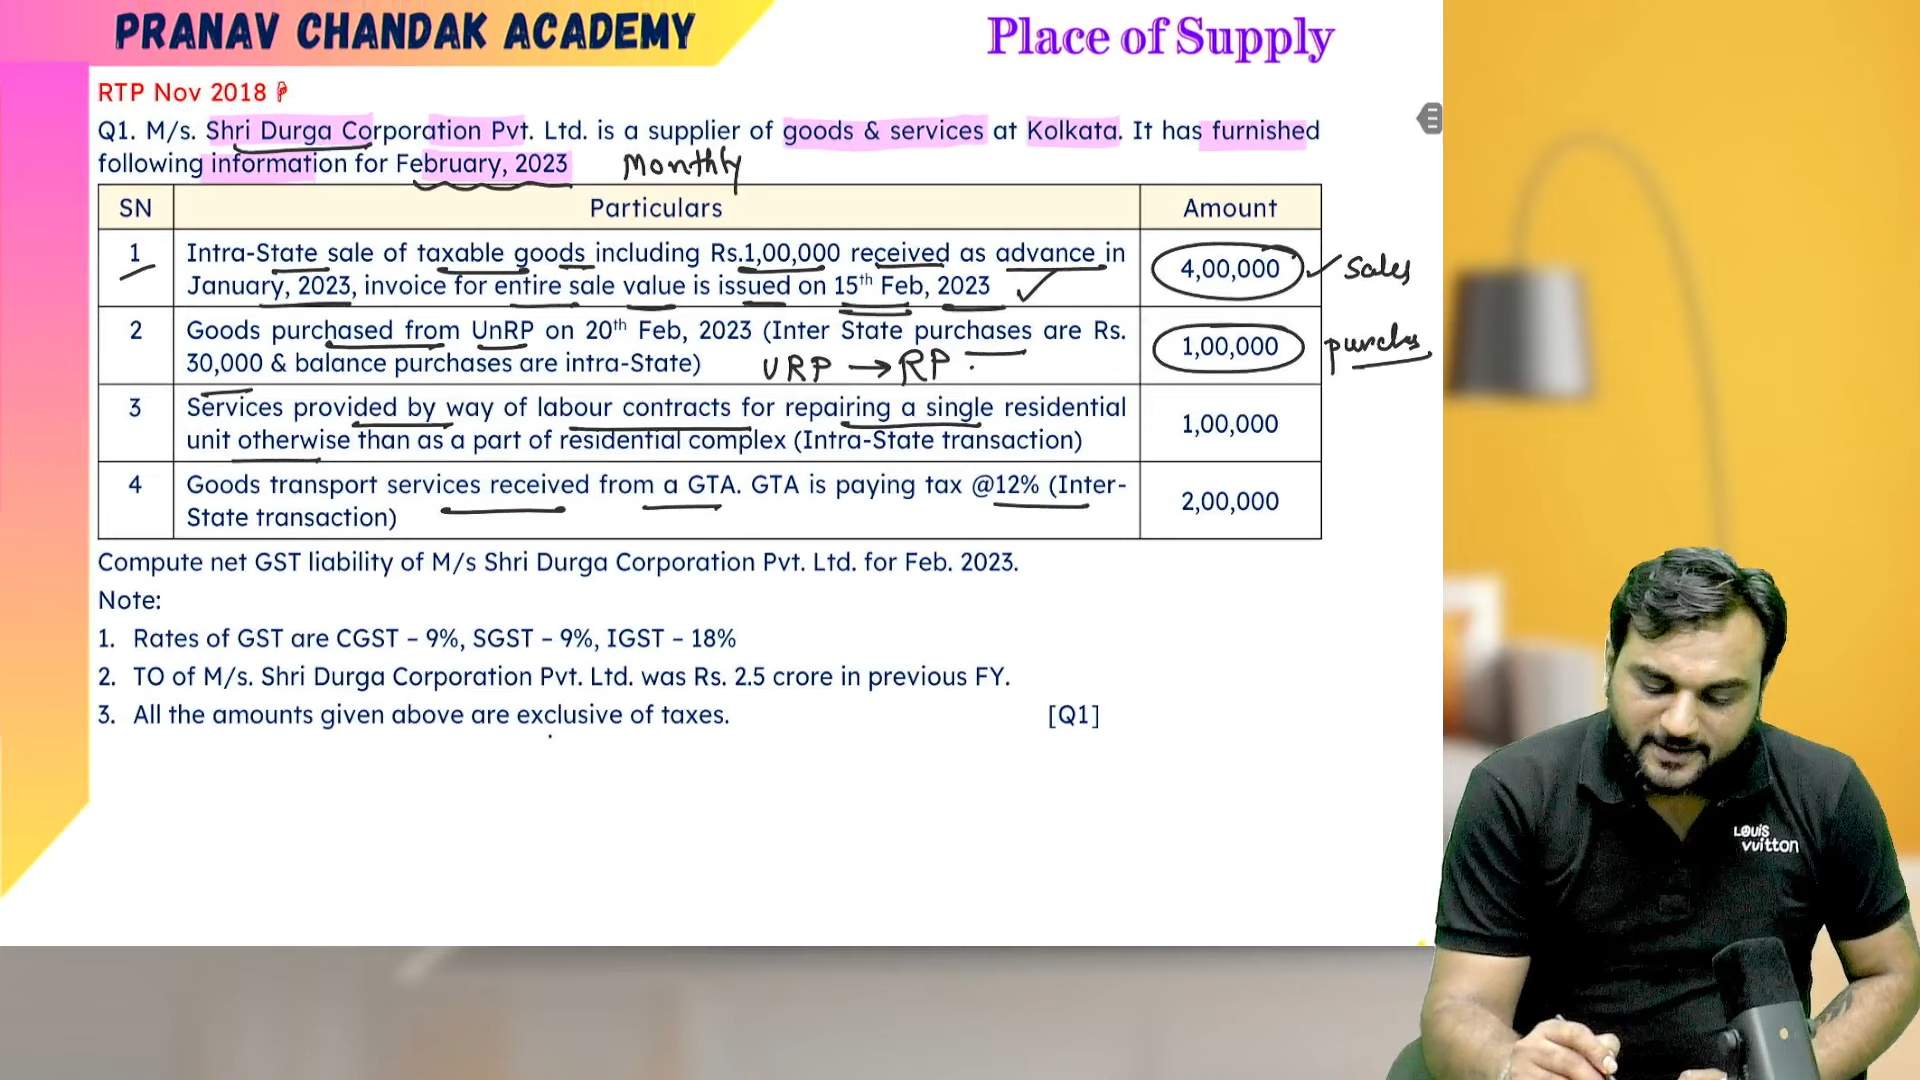 PRANAV CHANDAK ACADEMY
Place of Supply
RTP Nov 2018
Q1. M/s. Shri Durga Corporation Pvt. Ltd. is a supplier of goods & services at Kolkata. It has furnished
following information for February, 2023 Monthly
SN Particulars Amount
1 Intra-State sale of taxable goods including Rs.1,00,000 received as advance in
January, 2023, invoice for entire sale value is issued on 15th Feb, 2023 4,00,000 Sales
2 Goods purchased from UnRP on 20th Feb, 2023 (Inter State purchases are Rs.
30,000 & balance purchases are intra-State) URP → RP 1,00,000
3 Services provided by way of labour contracts for repairing a single residential
unit otherwise than as a part of residential complex (Intra-State transaction) 1,00,000
4 Goods transport services received from a GTA. GTA is paying tax @12% (Inter-
State transaction) 2,00,000
Compute net GST liability of M/s Shri Durga Corporation Pvt. Ltd. for Feb. 2023.
Note:
1. Rates of GST are CGST – 9%, SGST – 9%, IGST – 18%
2. TO of M/s. Shri Durga Corporation Pvt. Ltd. was Rs. 2.5 crore in previous FY.
3. All the amounts given above are exclusive of taxes. [Q1]
Louis
vuitton